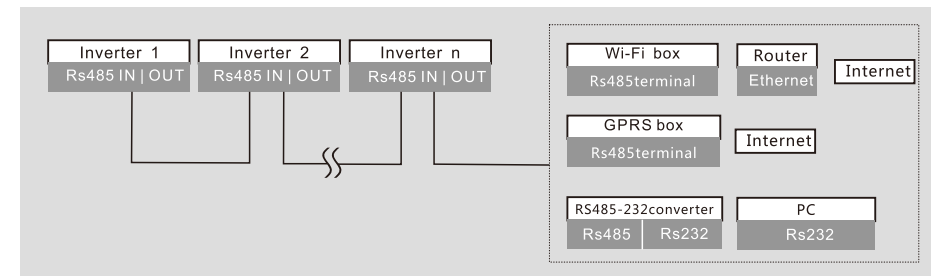 Inverter 1
Rs485 IN | OUT
Inverter 2
Rs485 IN | OUT
Inverter n
Rs485 IN | OUT
Wi-Fi box
Rs485terminal
Router
Ethernet
Internet
GPRS box
Rs485terminal
Internet
RS485-232converter
Rs485
Rs232
PC
Rs232